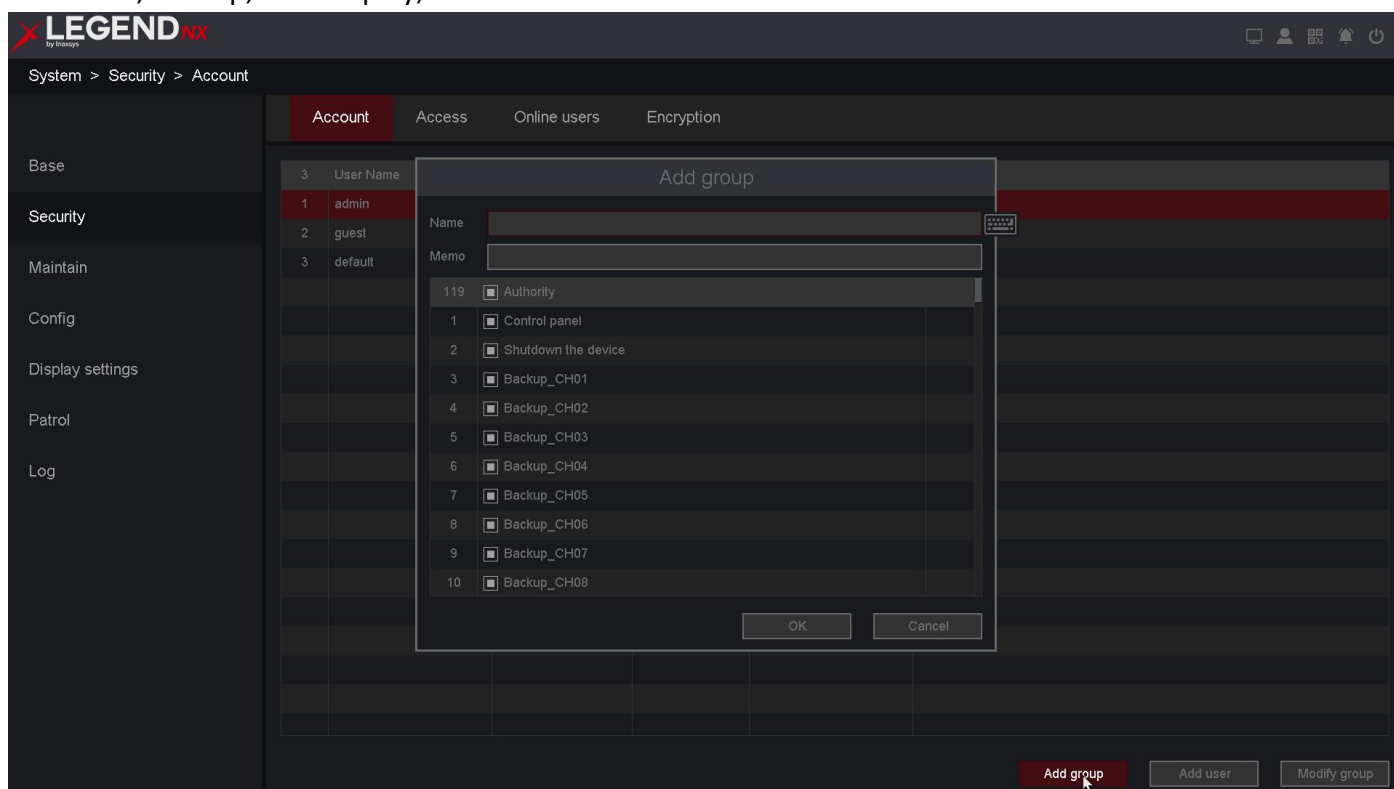 LEGEND NX
by Inaxsys
System > Security > Account
Account Access Online users Encryption
Base
Security
Maintain
Config
Display settings
Patrol
Log
3 User Name
1 admin
2 guest
3 default
Add group
Name
Memo
119 Authority
1 Control panel
2 Shutdown the device
3 Backup_CH01
4 Backup_CH02
5 Backup_CH03
6 Backup_CH04
7 Backup_CH05
8 Backup_CH06
9 Backup_CH07
10 Backup_CH08
OK Cancel
Add group Add user Modify group